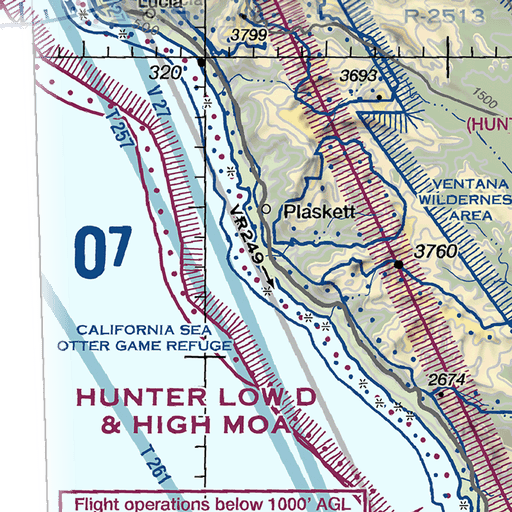 Lucia
R-2513
3799
320
3693
1500
V 27
(HUNT
T 257
VENTANA
WILDERNES
AREA
Plaskett
VR249→
07
3760
CALIFORNIA SEA
OTTER GAME REFUGE
2674
HUNTER LOW D
& HIGH MOA
T 261
Flight operations below 1000' AGL